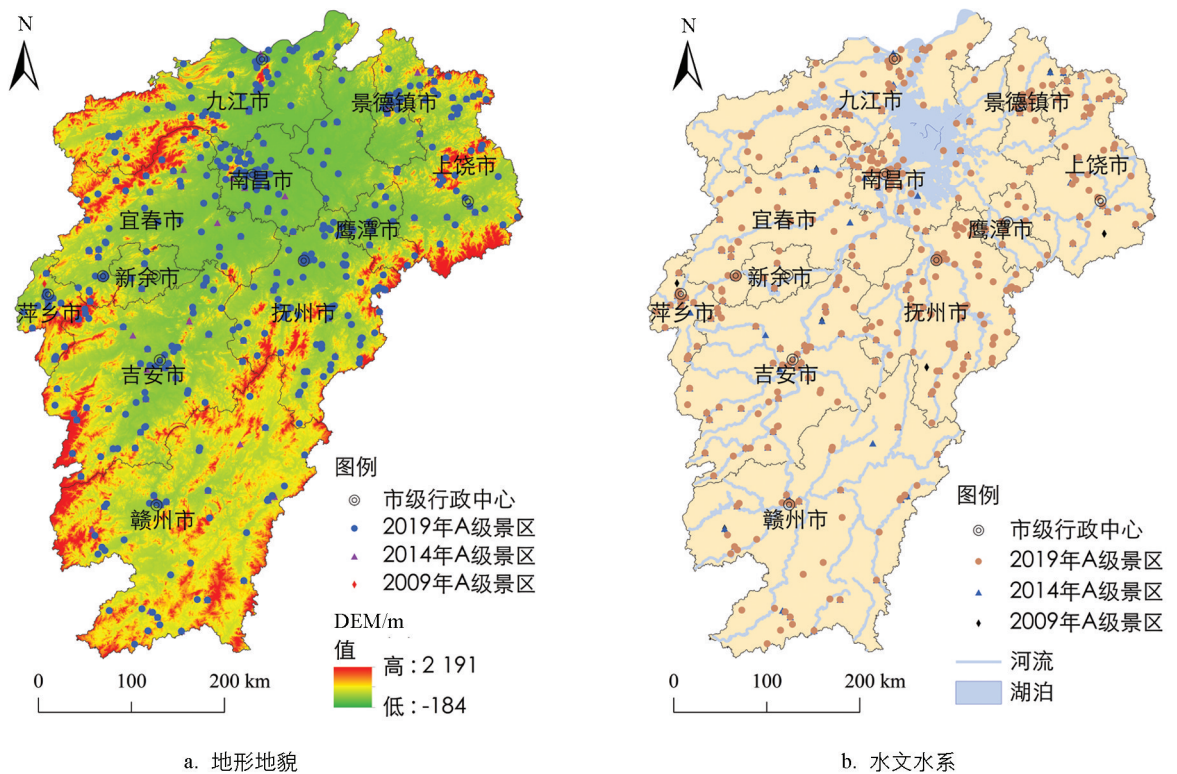 N
九江市
景德镇市
上饶市
南昌市
宜春市
鹰潭市
新余市
萍乡市
抚州市
吉安市
赣州市
图例
市级行政中心
2019年A级景区
2014年A级景区
2009年A级景区
DEM/m
值
高：2 191
低：-184
0 100 200 km
a. 地形地貌
N
九江市
景德镇市
上饶市
南昌市
宜春市
鹰潭市
新余市
萍乡市
抚州市
吉安市
赣州市
图例
市级行政中心
2019年A级景区
2014年A级景区
2009年A级景区
河流
湖泊
0 100 200 km
b. 水文水系